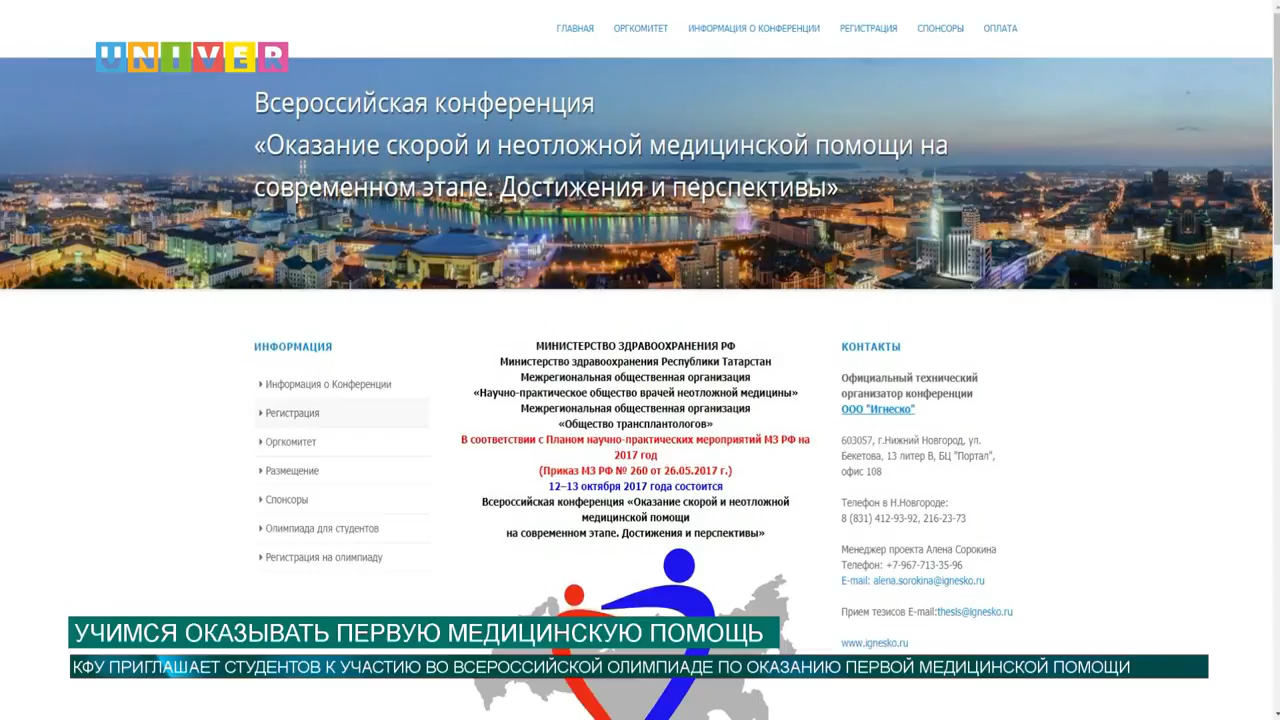 ГЛАВНАЯ ОРГКОМИТЕТ ИНФОРМАЦИЯ О КОНФЕРЕНЦИИ РЕГИСТРАЦИЯ СПОНСОРЫ ОПЛАТА
UNIVER
Всероссийская конференция
«Оказание скорой и неотложной медицинской помощи на
современном этапе. Достижения и перспективы»
ИНФОРМАЦИЯ
Информация о Конференции
Регистрация
Оргкомитет
Размещение
Спонсоры
Олимпиада для студентов
Регистрация на олимпиаду
МИНИСТЕРСТВО ЗДРАВООХРАНЕНИЯ РФ
Министерство здравоохранения Республики Татарстан
Межрегиональная общественная организация
«Научно-практическое общество врачей неотложной медицины»
Межрегиональная общественная организация
«Общество трансплантологов»
В соответствии с Планом научно-практических мероприятий МЗ РФ на
2017 год
(Приказ МЗ РФ № 260 от 26.05.2017 г.)
12–13 октября 2017 года состоится
Всероссийская конференция «Оказание скорой и неотложной
медицинской помощи
на современном этапе. Достижения и перспективы»
КОНТАКТЫ
Официальный технический
организатор конференции
ООО "Игнеско"
603057, г.Нижний Новгород, ул.
Бекетова, 13 литер В, БЦ "Портал",
офис 108
Телефон в Н.Новгороде:
8 (831) 412-93-92, 216-23-73
Менеджер проекта Алена Сорокина
Телефон: +7-967-713-35-96
E-mail: alena.sorokina@ignesko.ru
Прием тезисов E-mail:thesis@ignesko.ru
www.ignesko.ru
УЧИМСЯ ОКАЗЫВАТЬ ПЕРВУЮ МЕДИЦИНСКУЮ ПОМОЩЬ
КФУ ПРИГЛАШАЕТ СТУДЕНТОВ К УЧАСТИЮ ВО ВСЕРОССИЙСКОЙ ОЛИМПИАДЕ ПО ОКАЗАНИЮ ПЕРВОЙ МЕДИЦИНСКОЙ ПОМОЩИ